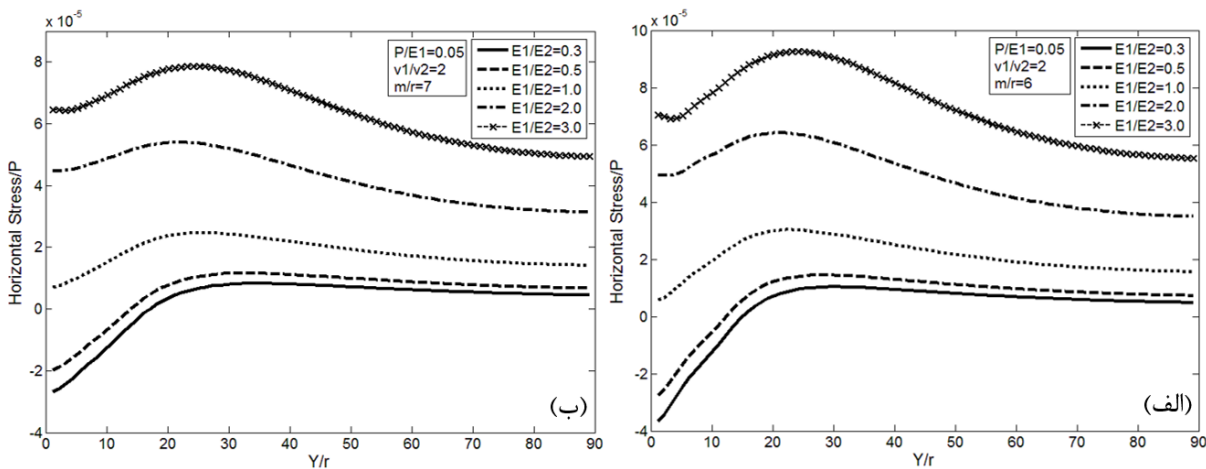 x 10⁻⁵
8
6
4
2
0
-2
-4
Horizontal Stress/P
P/E1=0.05
v1/v2=2
m/r=7
E1/E2=0.3
E1/E2=0.5
E1/E2=1.0
E1/E2=2.0
E1/E2=3.0
(ب)
0 10 20 30 40 50 60 70 80 90
Y/r
x 10⁻⁵
10
8
6
4
2
0
-2
-4
Horizontal Stress/P
P/E1=0.05
v1/v2=2
m/r=6
E1/E2=0.3
E1/E2=0.5
E1/E2=1.0
E1/E2=2.0
E1/E2=3.0
(الف)
0 10 20 30 40 50 60 70 80 90
Y/r